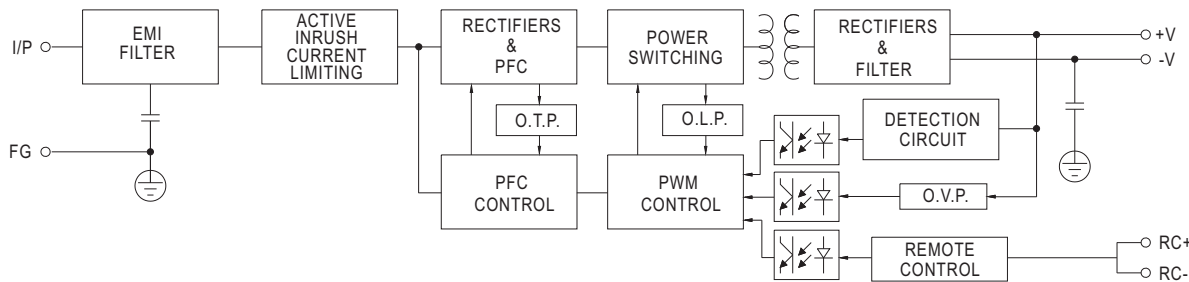 I/P
EMI
FILTER
ACTIVE
INRUSH
CURRENT
LIMITING
RECTIFIERS
&
PFC
POWER
SWITCHING
RECTIFIERS
&
FILTER
+V
-V
O.T.P.
O.L.P.
DETECTION
CIRCUIT
FG
PFC
CONTROL
PWM
CONTROL
O.V.P.
REMOTE
CONTROL
RC+
RC-